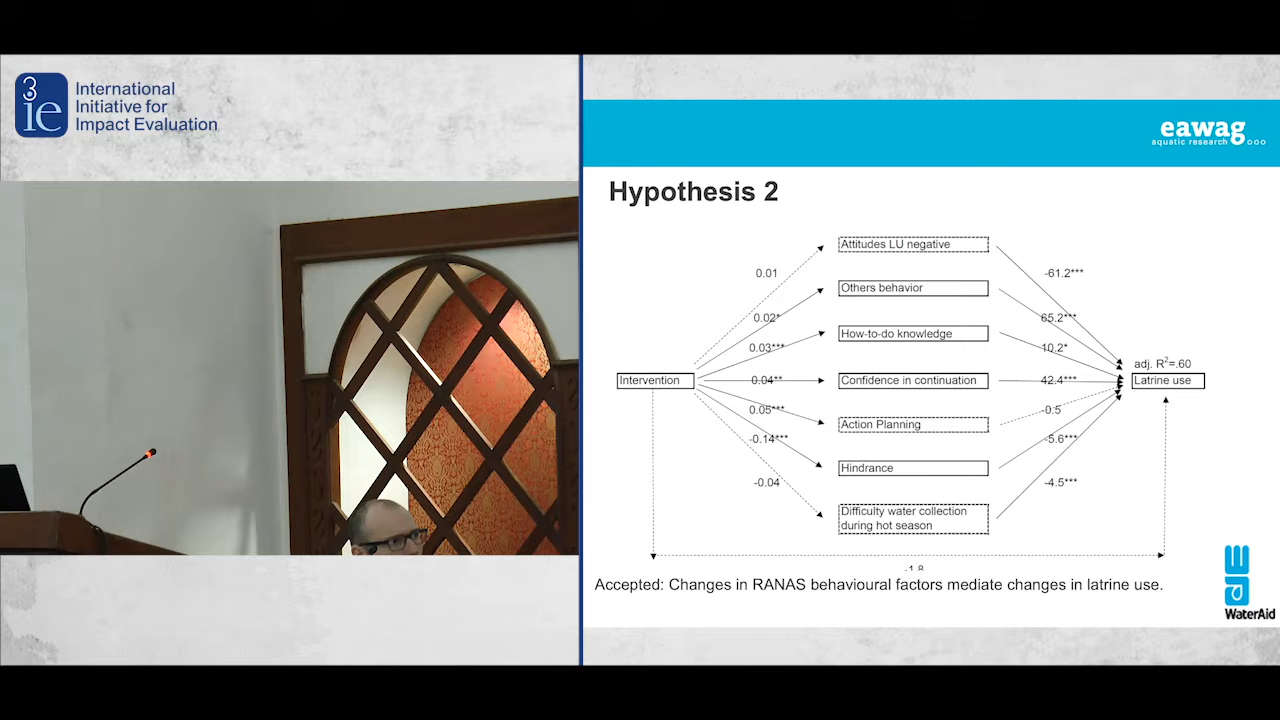 3ie
International
Initiative for
Impact Evaluation
eawag
aquatic research
Hypothesis 2
Attitudes LU negative
0.01
-61.2***
Others behavior
0.02*
65.2***
How-to-do knowledge
0.03***
10.2*
adj. R²=.60
Intervention
0.04**
Confidence in continuation
42.4***
Latrine use
0.05***
-0.5
Action Planning
-0.14***
-5.6***
Hindrance
-0.04
-4.5***
Difficulty water collection
during hot season
-1.8
Accepted: Changes in RANAS behavioural factors mediate changes in latrine use.
WaterAid